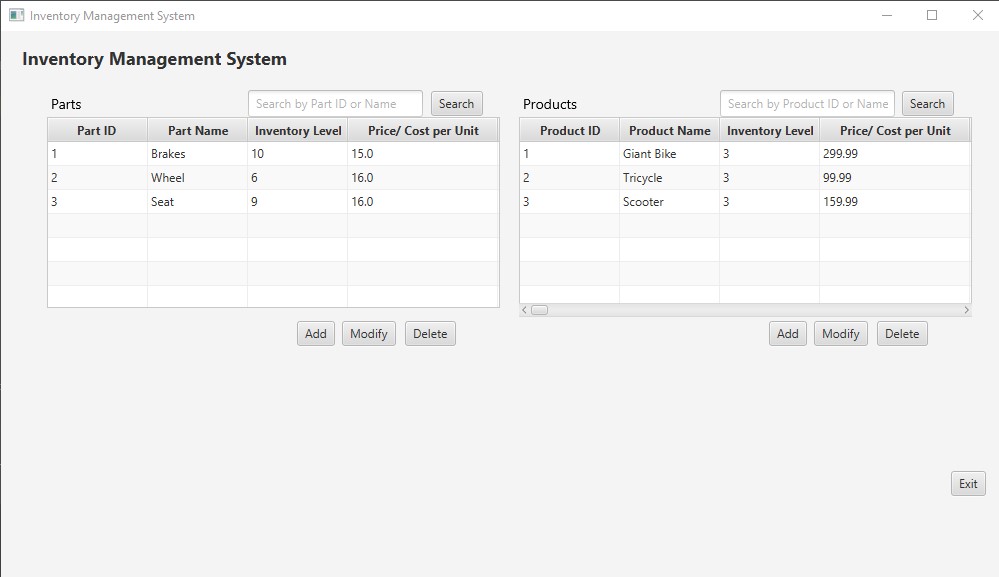 Inventory Management System
Inventory Management System
Parts Search by Part ID or Name Search
Part ID Part Name Inventory Level Price/ Cost per Unit
1 Brakes 10 15.0
2 Wheel 6 16.0
3 Seat 9 16.0
Add Modify Delete
Products Search by Product ID or Name Search
Product ID Product Name Inventory Level Price/ Cost per Unit
1 Giant Bike 3 299.99
2 Tricycle 3 99.99
3 Scooter 3 159.99
Add Modify Delete
Exit